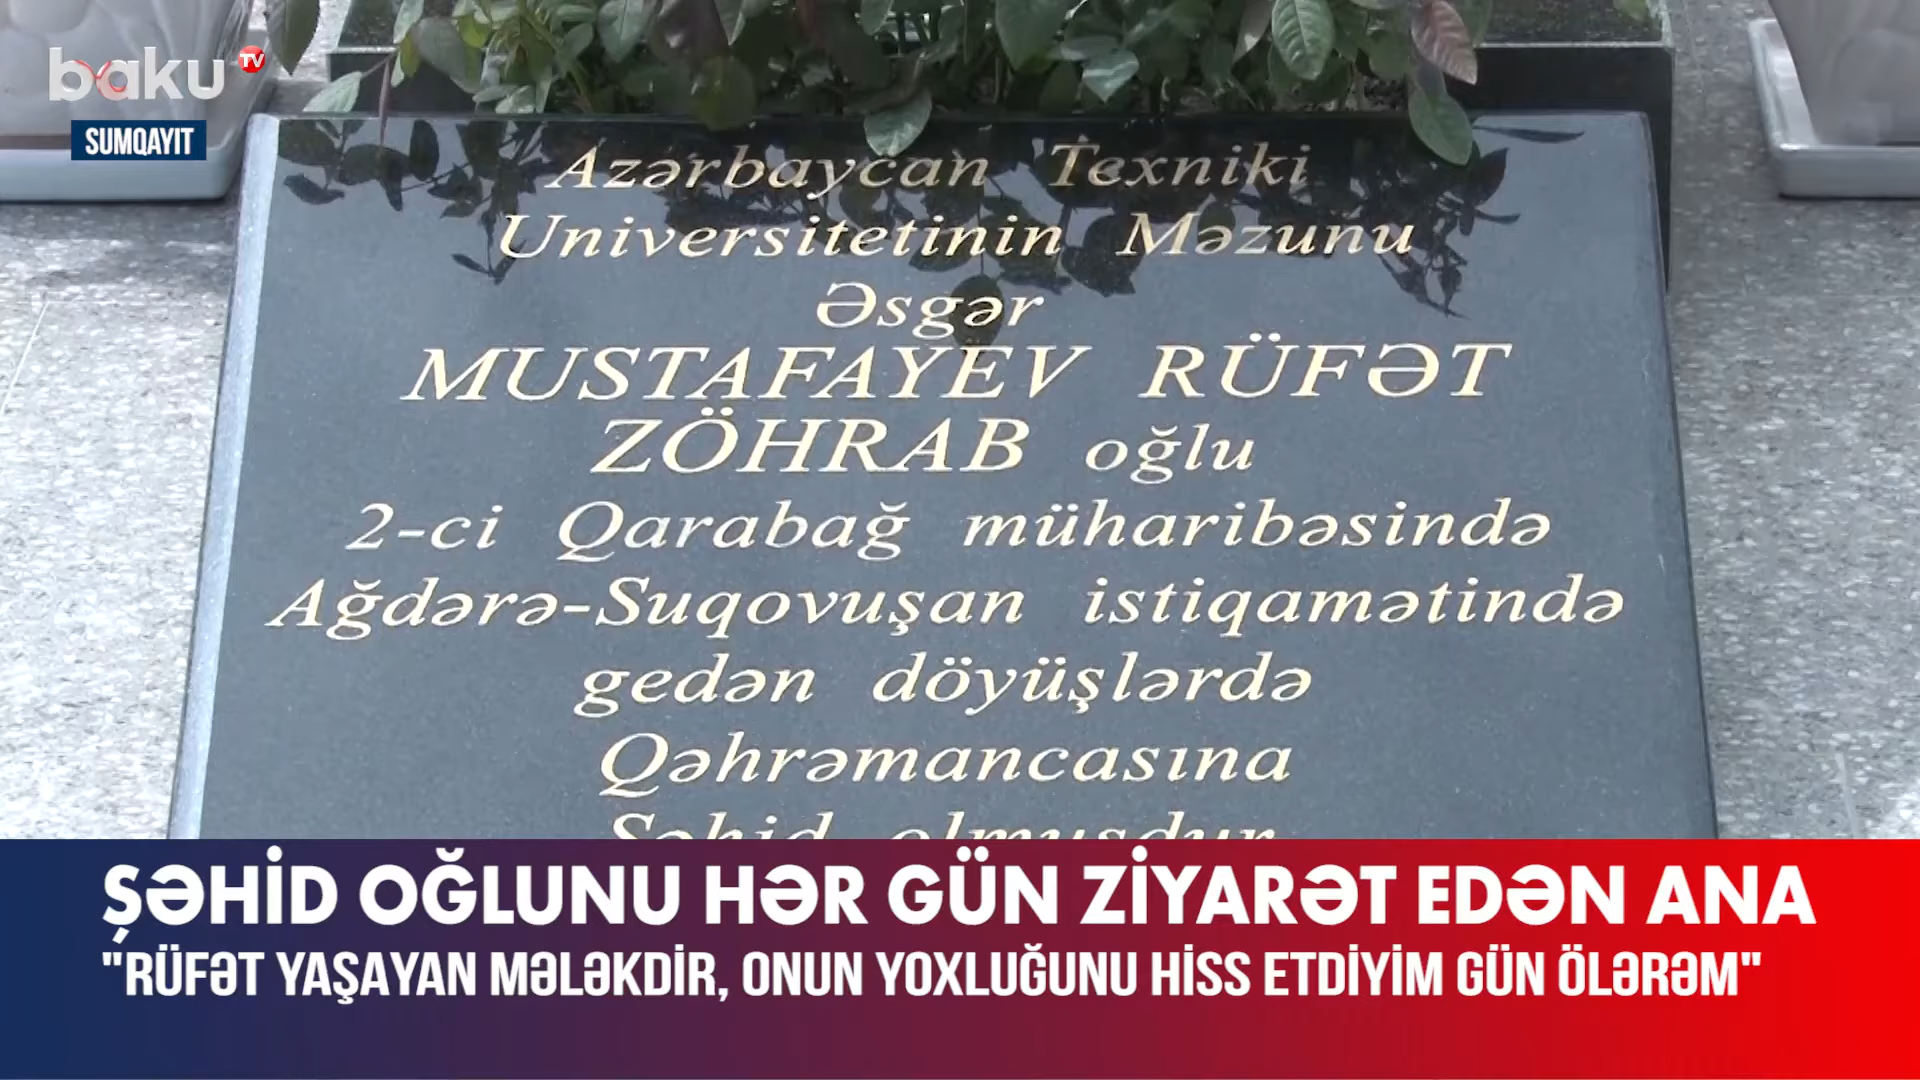 baku TV
SUMQAYIT
Azərbaycan Texniki
Universitetinin Məzunu
Əsgər
MUSTAFAYEV RÜFƏT
ZÖHRAB oğlu
2-ci Qarabağ müharibəsində
Ağdərə-Suqovuşan istiqamətində
gedən döyüşlərdə
Qəhrəmancasına
Şəhid olmuşdur
ŞƏHİD OĞLUNU HƏR GÜN ZİYARƏT EDƏN ANA
"RÜFƏT YAŞAYAN MƏLƏKDİR, ONUN YOXLUĞUNU HİSS ETDİYİM GÜN ÖLƏRƏM"